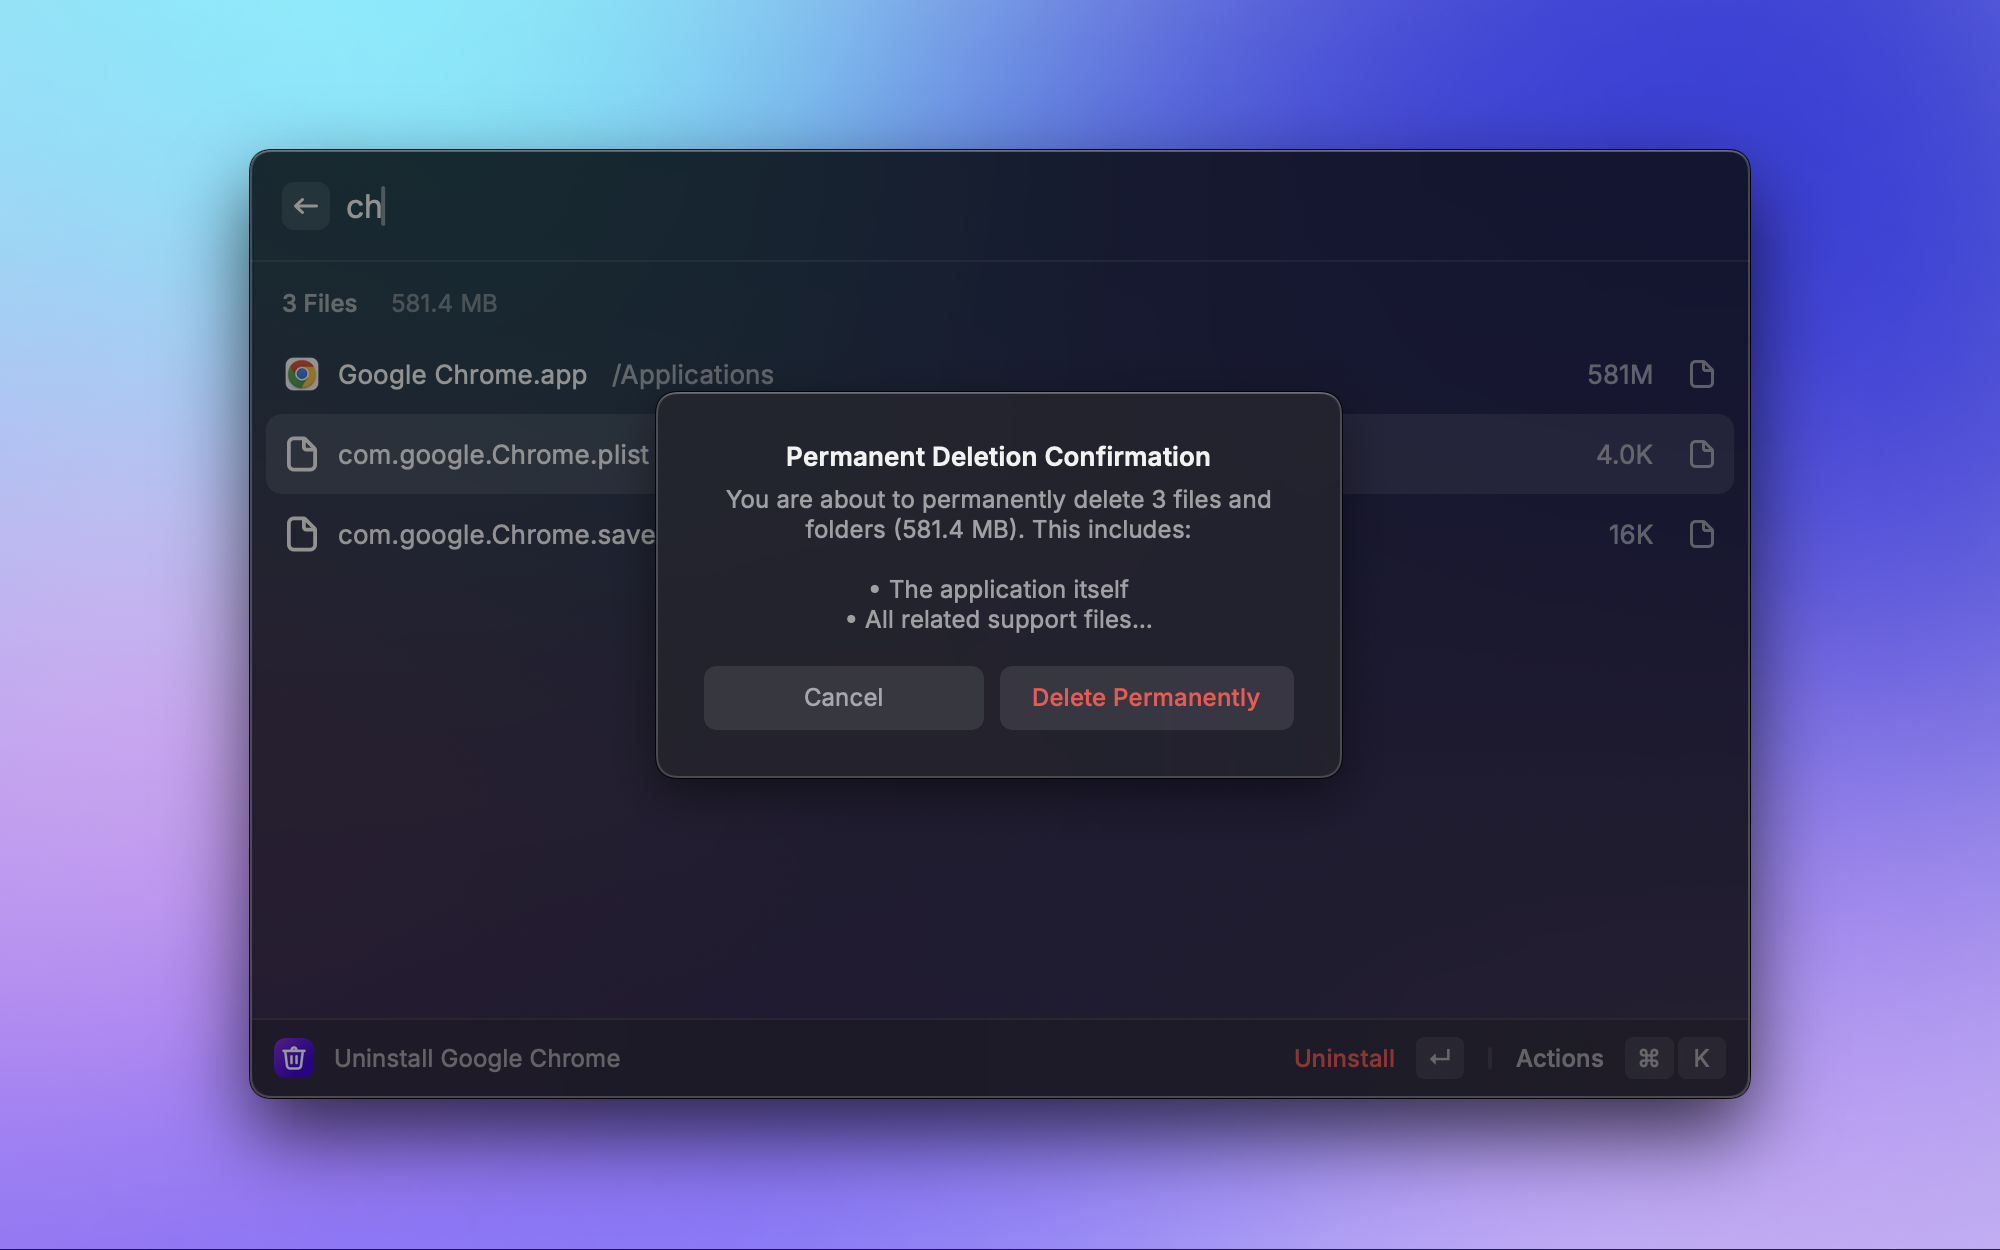 ch
3 Files 581.4 MB
Google Chrome.app /Applications 581M
com.google.Chrome.plist 4.0K
com.google.Chrome.save 16K
Permanent Deletion Confirmation
You are about to permanently delete 3 files and
folders (581.4 MB). This includes:
• The application itself
• All related support files...
Cancel Delete Permanently
Uninstall Google Chrome Uninstall ↵ Actions ⌘ K